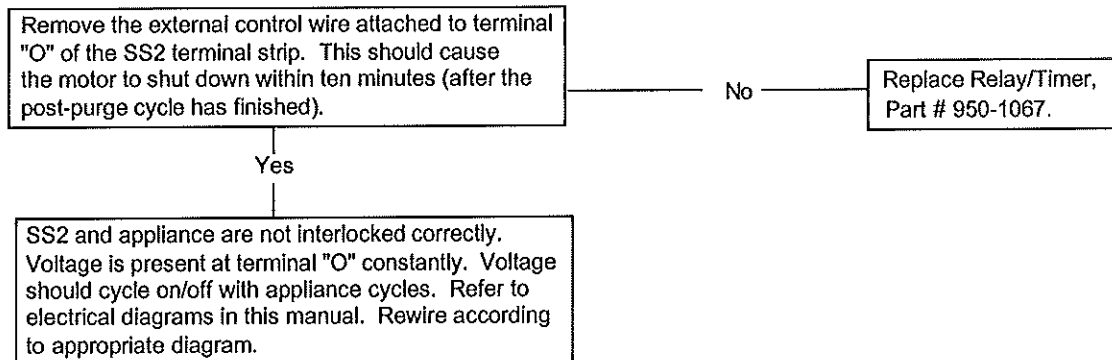 Remove the external control wire attached to terminal
"O" of the SS2 terminal strip. This should cause
the motor to shut down within ten minutes (after the
post-purge cycle has finished).
No
Replace Relay/Timer,
Part # 950-1067.
Yes
SS2 and appliance are not interlocked correctly.
Voltage is present at terminal "O" constantly. Voltage
should cycle on/off with appliance cycles. Refer to
electrical diagrams in this manual. Rewire according
to appropriate diagram.